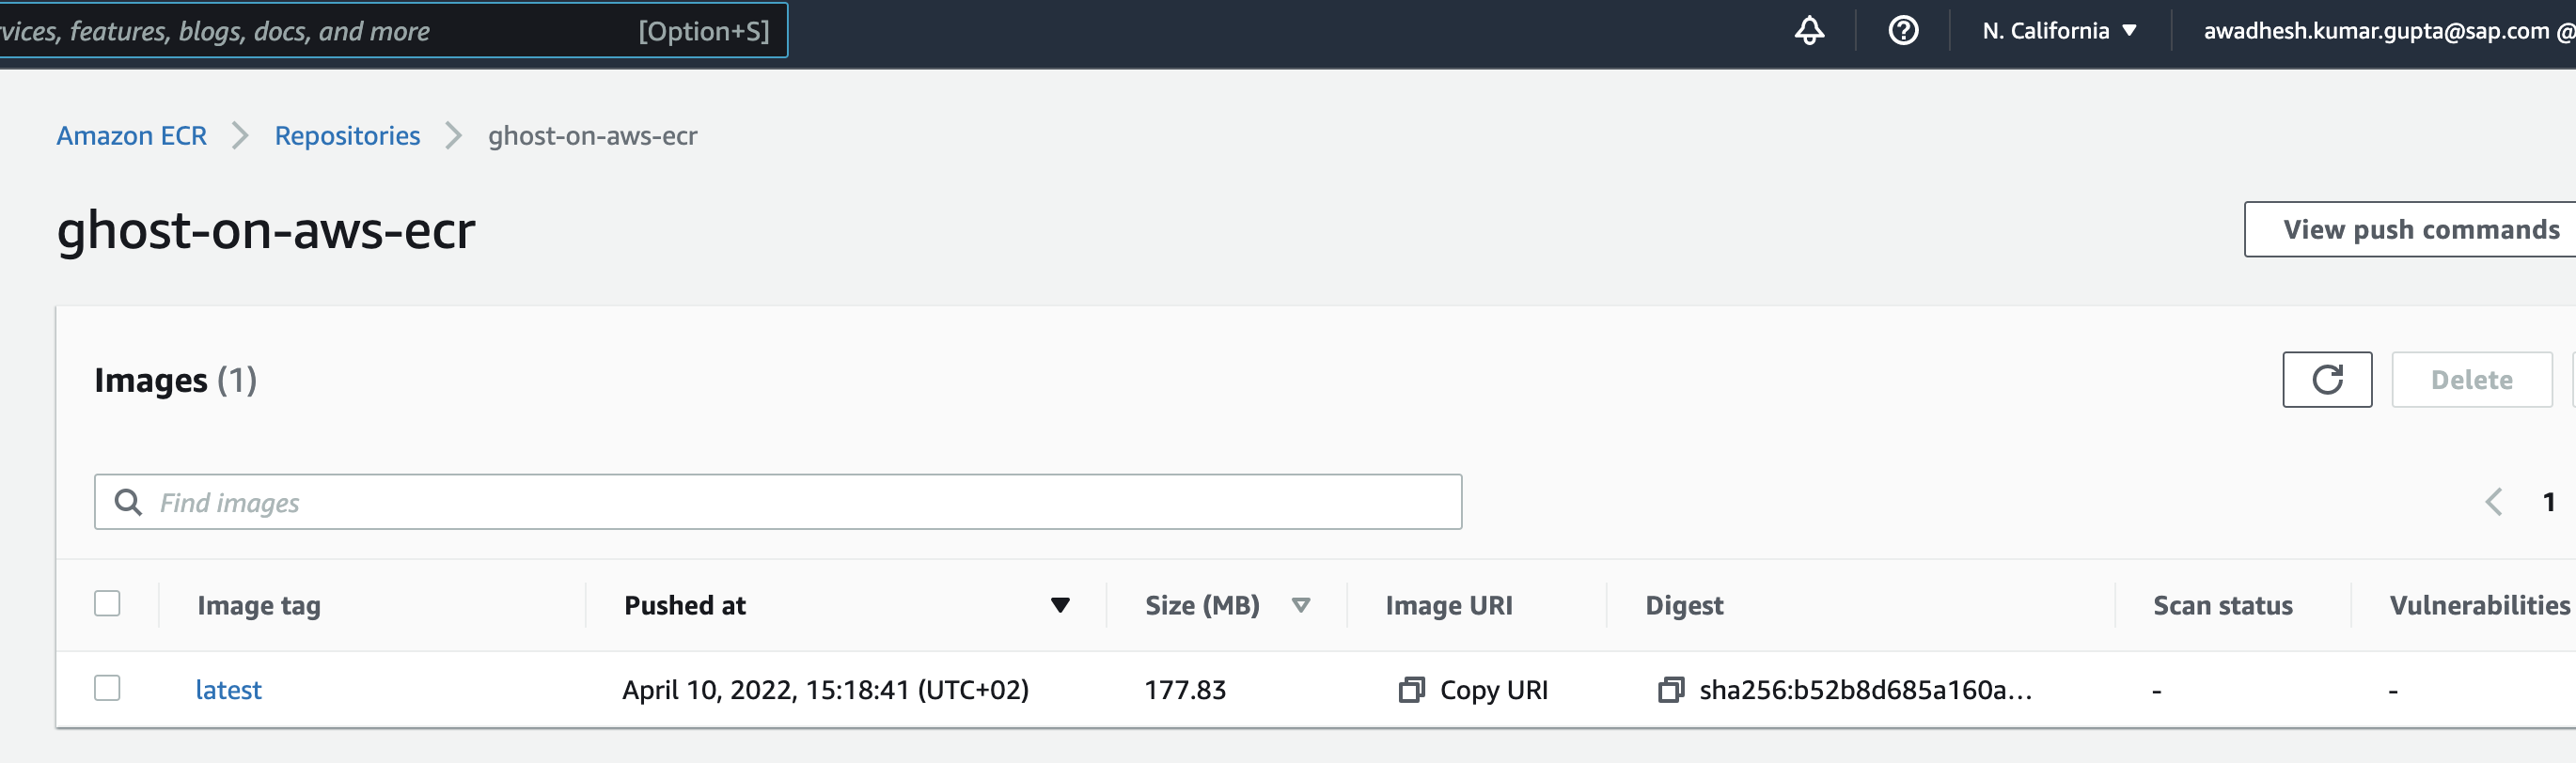 vices, features, blogs, docs, and more [Option+S] N. California awadhesh.kumar.gupta@sap.com @
Amazon ECR Repositories ghost-on-aws-ecr
ghost-on-aws-ecr View push commands
Images (1) Delete
Find images 1
Image tag Pushed at Size (MB) Image URI Digest Scan status Vulnerabilities
latest April 10, 2022, 15:18:41 (UTC+02) 177.83 Copy URI sha256:b52b8d685a160a... - -